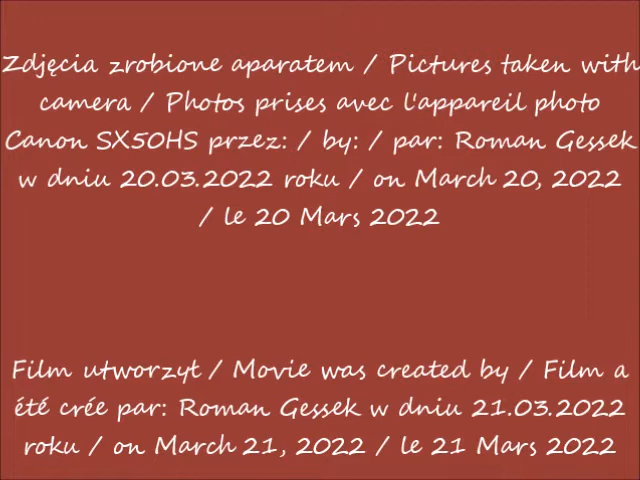 Zdjęcia zrobione aparatem / Pictures taken with
camera / Photos prises avec l'appareil photo
Canon SX50HS przez: / by: / par: Roman Gessek
w dniu 20.03.2022 roku / on March 20, 2022
/ le 20 Mars 2022
Film utworzył / Movie was created by / Film a
été crée par: Roman Gessek w dniu 21.03.2022
roku / on March 21, 2022 / le 21 Mars 2022